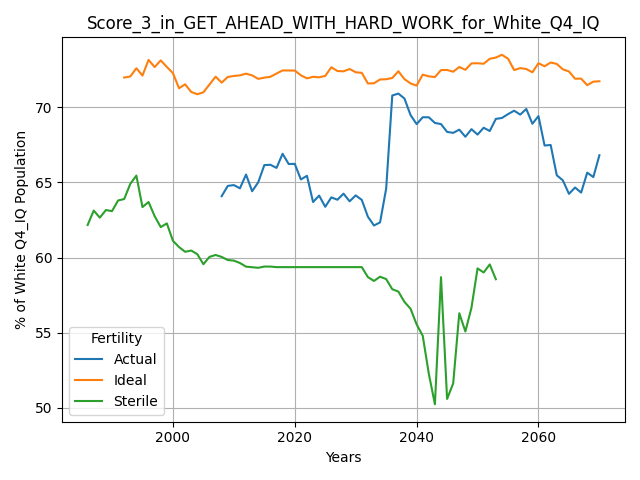 Score_3_in_GET_AHEAD_WITH_HARD_WORK_for_White_Q4_IQ
% of White Q4_IQ Population
70
65
60
55
50
Fertility
Actual
Ideal
Sterile
2000
2020
2040
2060
Years